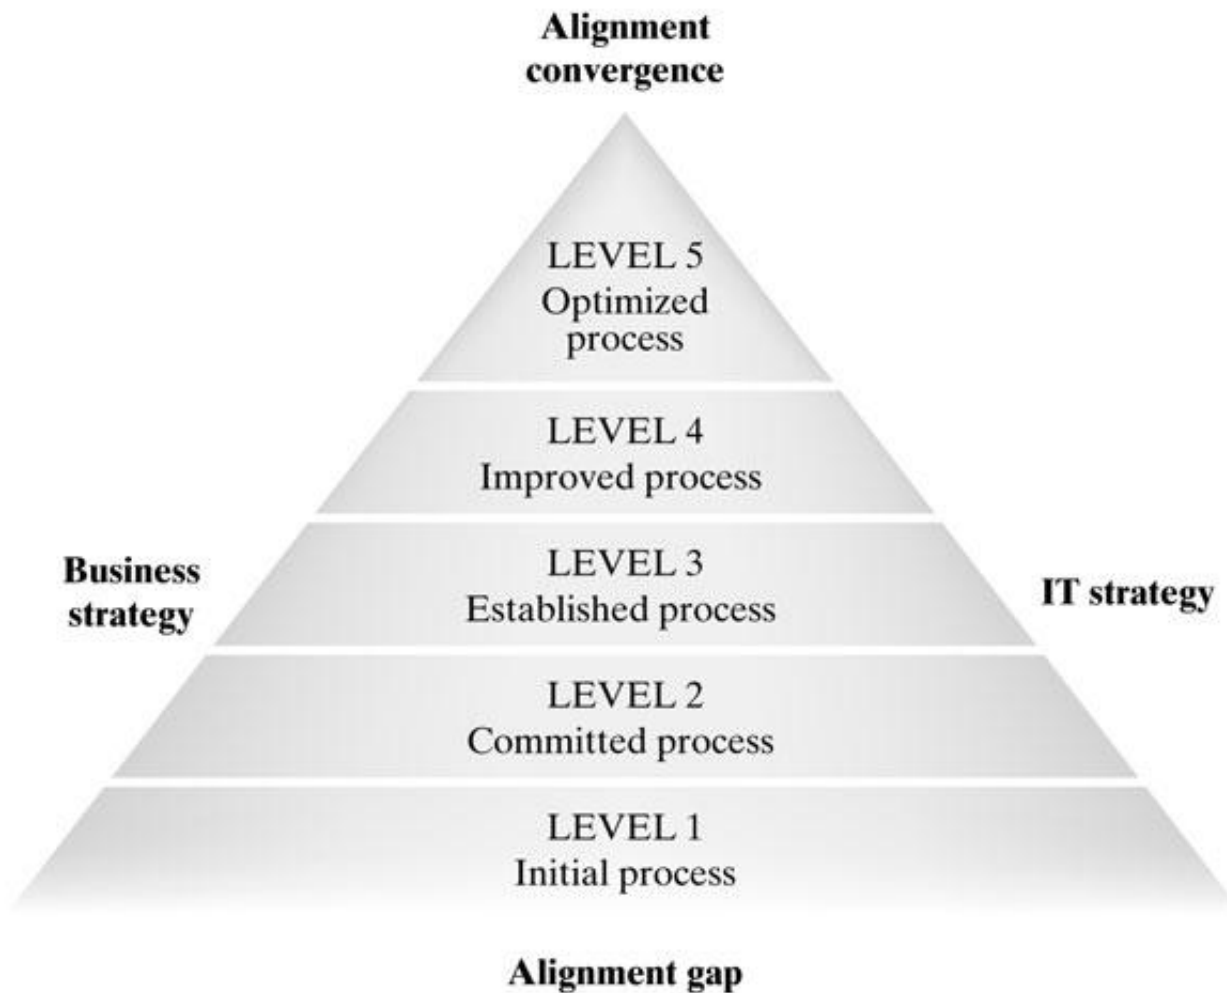 Alignment
convergence
LEVEL 5
Optimized
process
LEVEL 4
Improved process
Business
strategy
LEVEL 3
Established process
IT strategy
LEVEL 2
Committed process
LEVEL 1
Initial process
Alignment gap